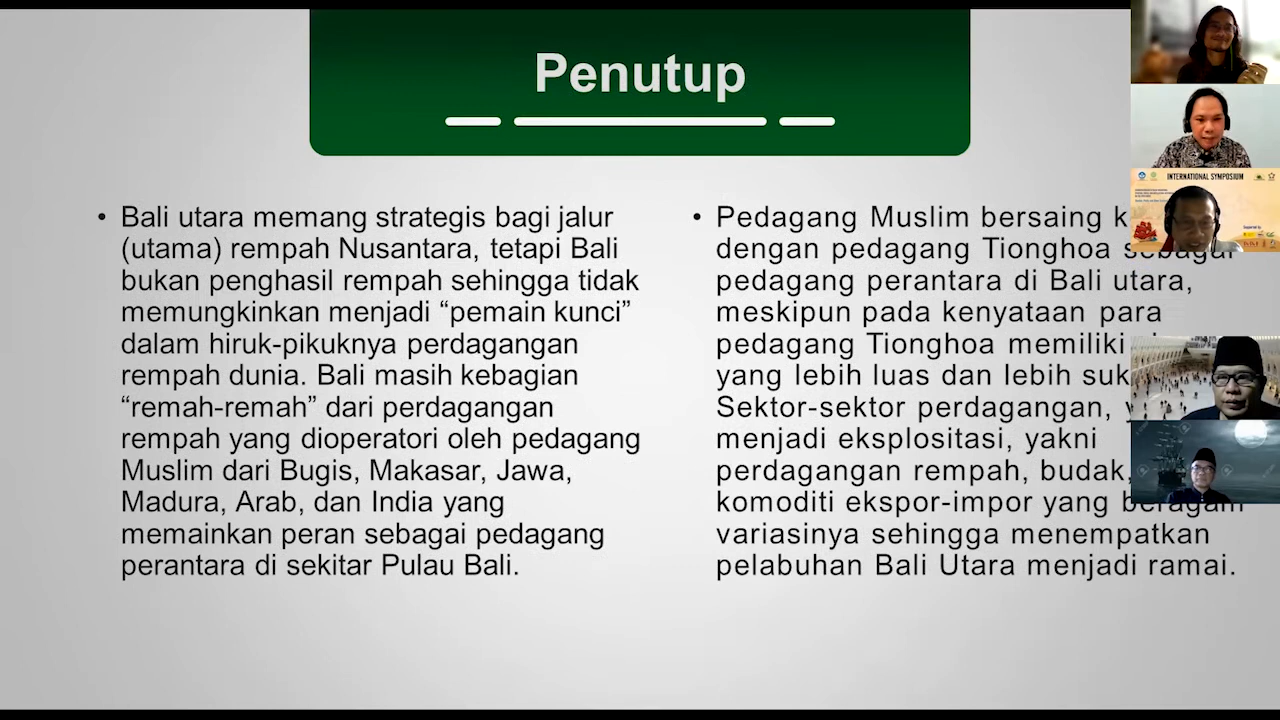 Penutup
• Bali utara memang strategis bagi jalur
(utama) rempah Nusantara, tetapi Bali
bukan penghasil rempah sehingga tidak
memungkinkan menjadi “pemain kunci”
dalam hiruk-pikuknya perdagangan
rempah dunia. Bali masih kebagian
“remah-remah” dari perdagangan
rempah yang dioperatori oleh pedagang
Muslim dari Bugis, Makasar, Jawa,
Madura, Arab, dan India yang
memainkan peran sebagai pedagang
perantara di sekitar Pulau Bali.
• Pedagang Muslim bersaing
dengan pedagang Tionghoa sebagai
pedagang perantara di Bali utara,
meskipun pada kenyataan para
pedagang Tionghoa memiliki
yang lebih luas dan lebih
Sektor-sektor perdagangan,
menjadi eksplositasi, yakni
perdagangan rempah, budak,
komoditi ekspor-impor yang beragam
variasinya sehingga menempatkan
pelabuhan Bali Utara menjadi ramai.
INTERNATIONAL SYMPOSIUM